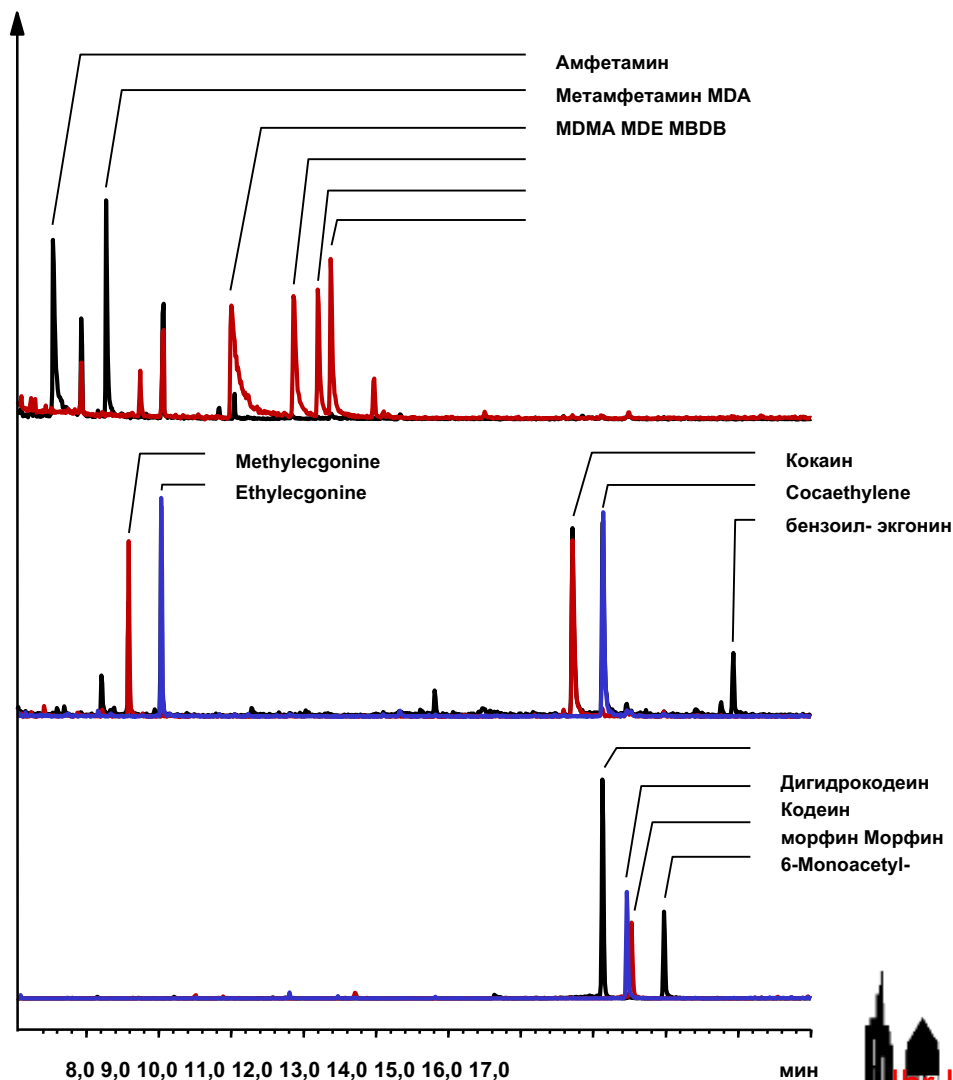 Амфетамин
Метамфетамин MDA
MDMA MDE MBDB
Methylecgonine
Ethylecgonine
Кокаин
Cocaethylene
бензоил- экгонин
Дигидрокодеин
Кодеин
морфин Морфин
6-Monoacetyl-
8,0 9,0 10,0 11,0 12,0 13,0 14,0 15,0 16,0 17,0
мин